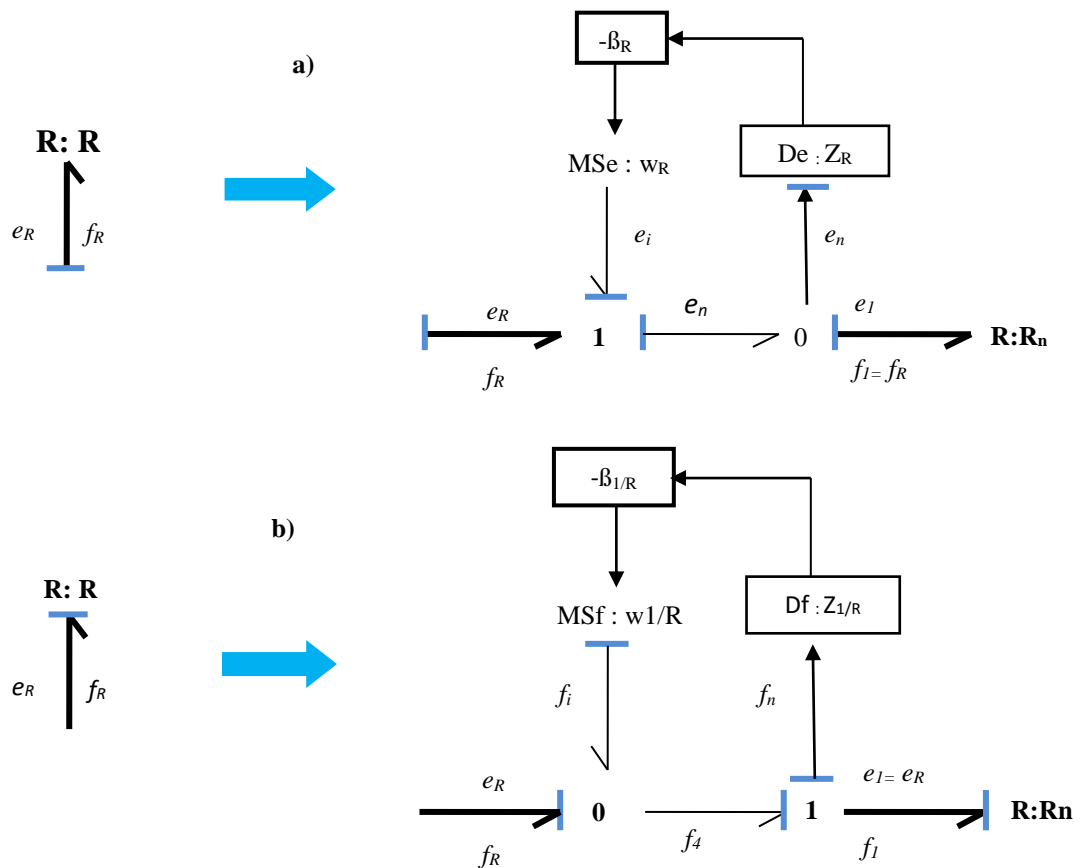 -ßR
a)
R: R
De : ZR
MSe : wR
eR fR
ei
en
eR
en
e1
1
0
R:Rn
fR
f1= fR
-ß1/R
b)
R: R
Df : Z1/R
MSf : w1/R
eR fR
fi
fn
eR
e1= eR
0
1
R:Rn
fR
f4
f1